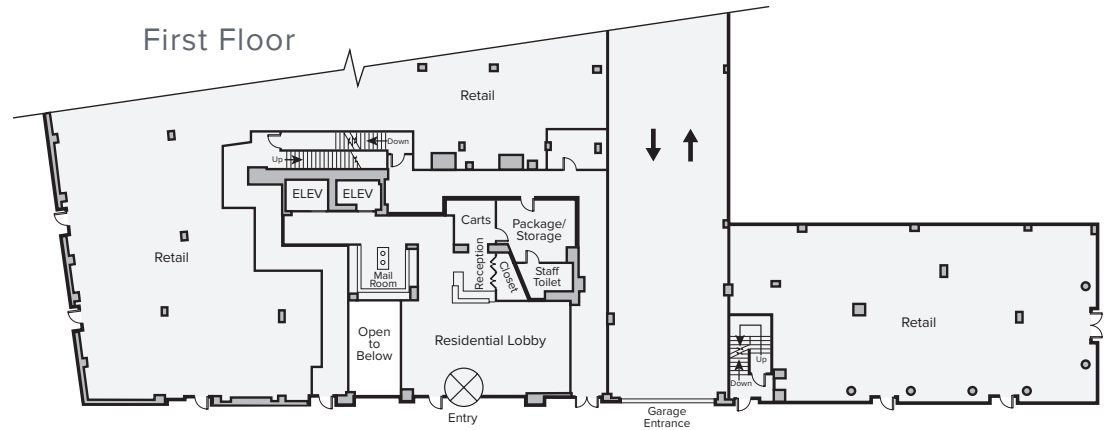 First Floor
Retail
Down
Up
ELEV
ELEV
Carts
Package/
Storage
Retail
Reception
Closet
Staff
Toilet
Mail
Room
Open
to
Below
Residential Lobby
Retail
Up
Down
Entry
Garage
Entrance